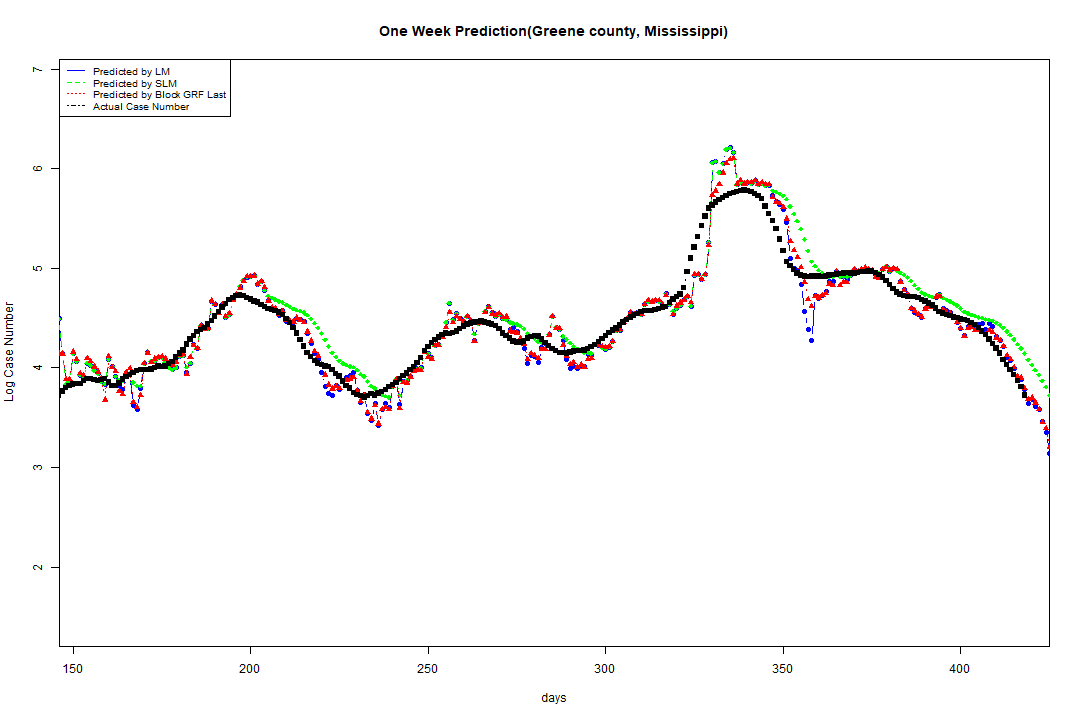 One Week Prediction(Greene county, Mississippi)
Predicted by LM
Predicted by SLM
Predicted by Block GRF Last
Actual Case Number
7
6
5
4
3
2
Log Case Number
150 200 250 300 350 400
days